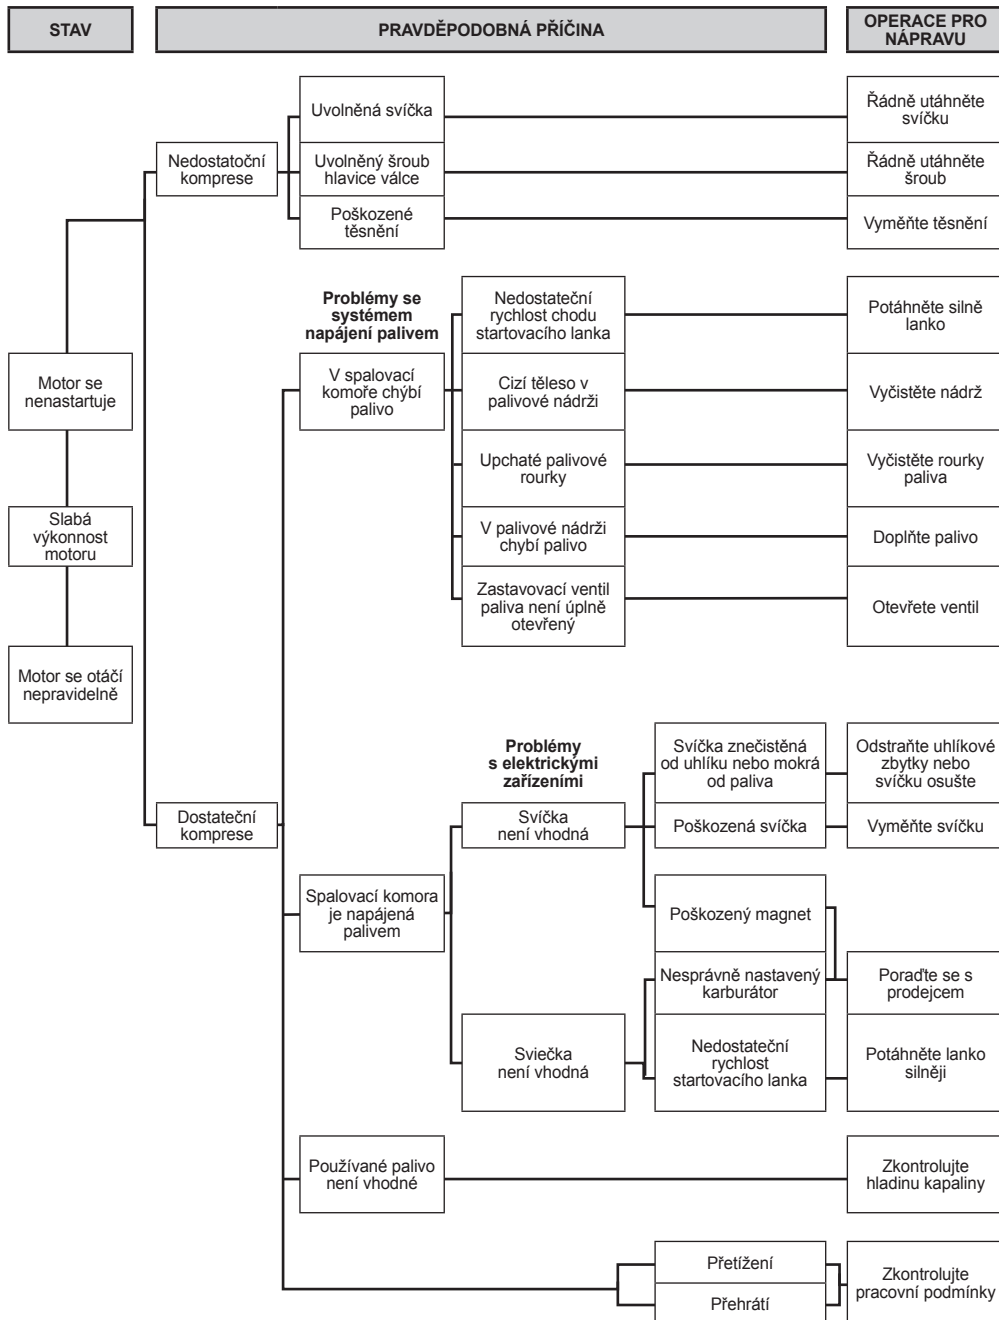 STAV
PRAVDĚPODOBNÁ PŘÍČINA
OPERACE PRO
NÁPRAVU
Uvolněná svíčka
Řádně utáhněte
svíčku
Nedostatoční
komprese
Uvolněný šroub
hlavice válce
Řádně utáhněte
šroub
Poškozené
těsnění
Vyměňte těsnění
Problémy se
systémem
napájení palivem
Nedostateční
rychlost chodu
startovacího lanka
Potáhněte silně
lanko
Motor se
nenastartuje
V spalovací
komoře chýbí
palivo
Cizí těleso v
palivové nádrži
Vyčistěte nádrž
Upchaté palivové
rourky
Vyčistěte rourky
paliva
Slabá
výkonnost
motoru
V palivové nádrži
chybí palivo
Doplňte palivo
Zastavovací ventil
paliva není úplně
otevřený
Otevřete ventil
Motor se otáčí
nepravidelně
Problémy
s elektrickými
zařízeními
Svíčka znečistěná
od uhlíku nebo mokrá
od paliva
Odstraňte uhlíkové
zbytky nebo
svíčku osušte
Dostateční
komprese
Svíčka
není vhodná
Poškozená svíčka
Vyměňte svíčku
Spalovací komora
je napájená
palivem
Poškozený magnet
Nesprávně nastavený
karburátor
Poraďte se s
prodejcem
Sviečka
není vhodná
Nedostateční
rychlost
startovacího lanka
Potáhněte lanko
silněji
Používané palivo
není vhodné
Zkontrolujte
hladinu kapaliny
Přetížení
Přehrátí
Zkontrolujte
pracovní podmínky